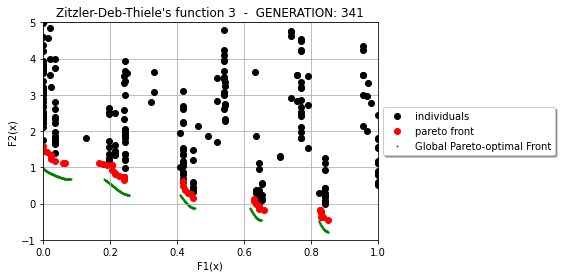 Zitzler-Deb-Thiele's function 3 - GENERATION: 341
5
4
3
2
1
0
−1
F2(x)
0.0 0.2 0.4 0.6 0.8 1.0
F1(x)
individuals
pareto front
Global Pareto-optimal Front